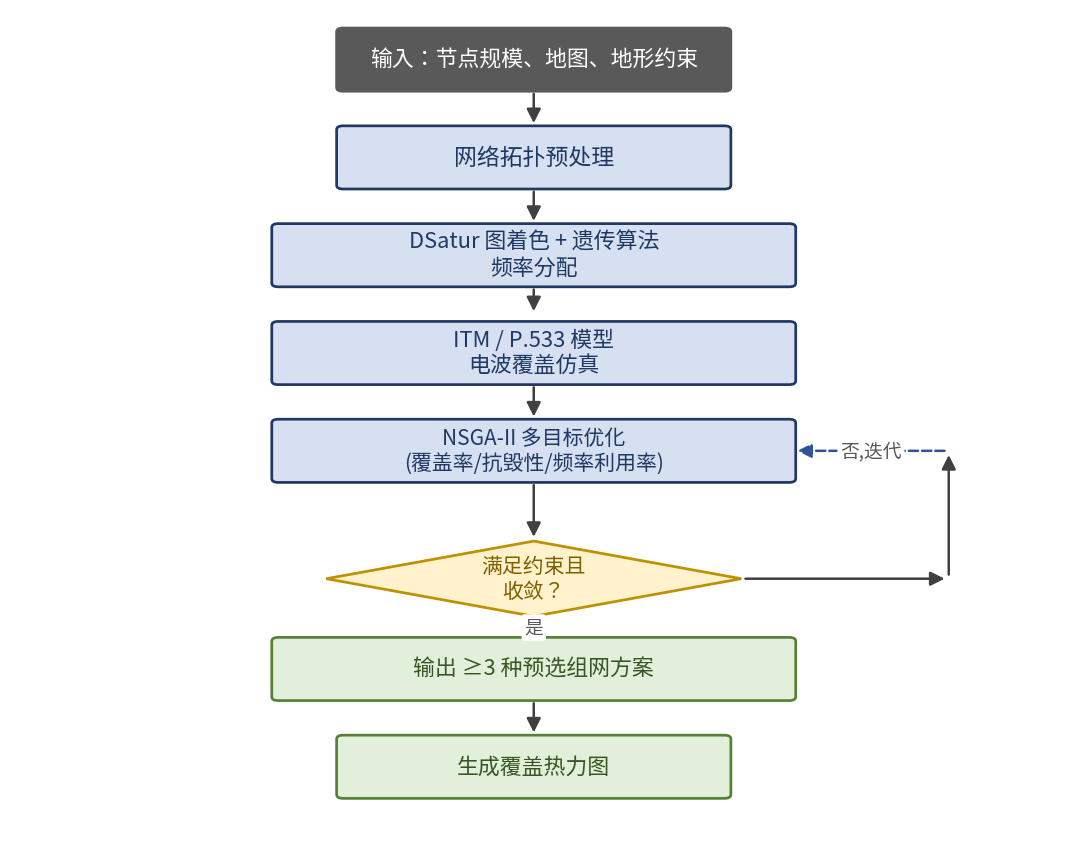 输入：节点规模、地图、地形约束
网络拓扑预处理
DSatur 图着色 + 遗传算法
频率分配
ITM / P.533 模型
电波覆盖仿真
NSGA-II 多目标优化
(覆盖率/抗毁性/频率利用率)
否,迭代
满足约束且
收敛？
是
输出 ≥3 种预选组网方案
生成覆盖热力图